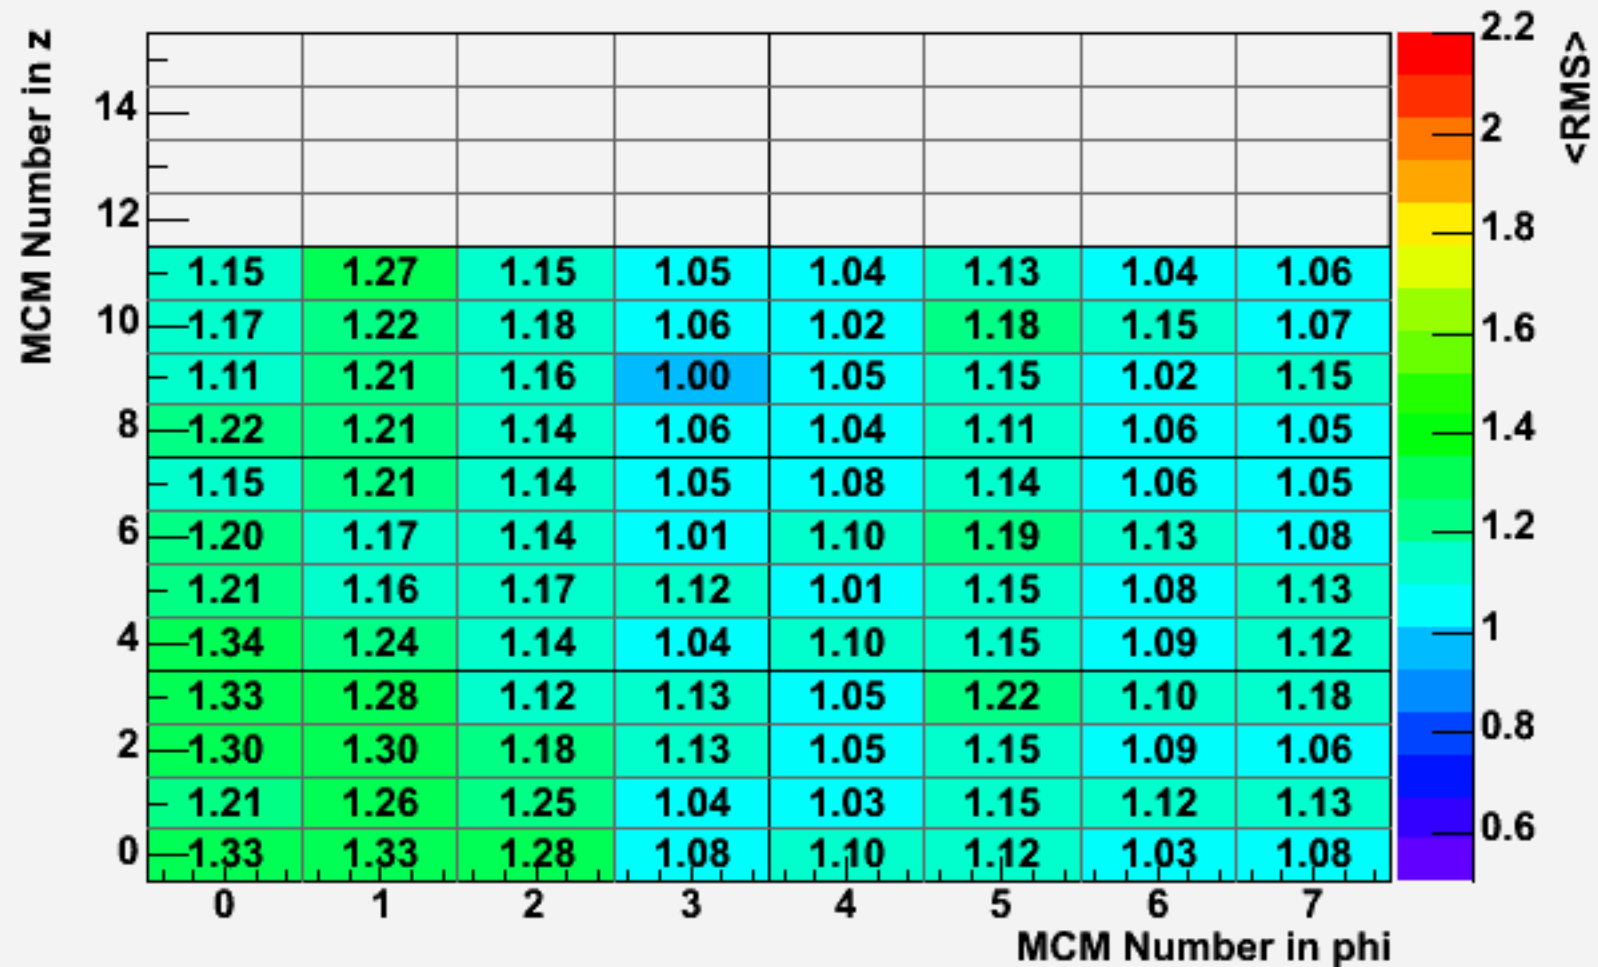 MCM Number in z
14
12
10
8
6
4
2
0
1.15 1.27 1.15 1.05 1.04 1.13 1.04 1.06
1.17 1.22 1.18 1.06 1.02 1.18 1.15 1.07
1.11 1.21 1.16 1.00 1.05 1.15 1.02 1.15
1.22 1.21 1.14 1.06 1.04 1.11 1.06 1.05
1.15 1.21 1.14 1.05 1.08 1.14 1.06 1.05
1.20 1.17 1.14 1.01 1.10 1.19 1.13 1.08
1.21 1.16 1.17 1.12 1.01 1.15 1.08 1.13
1.34 1.24 1.14 1.04 1.10 1.15 1.09 1.12
1.33 1.28 1.12 1.13 1.05 1.22 1.10 1.18
1.30 1.30 1.18 1.13 1.05 1.15 1.09 1.06
1.21 1.26 1.25 1.04 1.03 1.15 1.12 1.13
1.33 1.33 1.28 1.08 1.10 1.12 1.03 1.08
0 1 2 3 4 5 6 7
MCM Number in phi
2.2
2
1.8
1.6
1.4
1.2
1
0.8
0.6
<RMS>